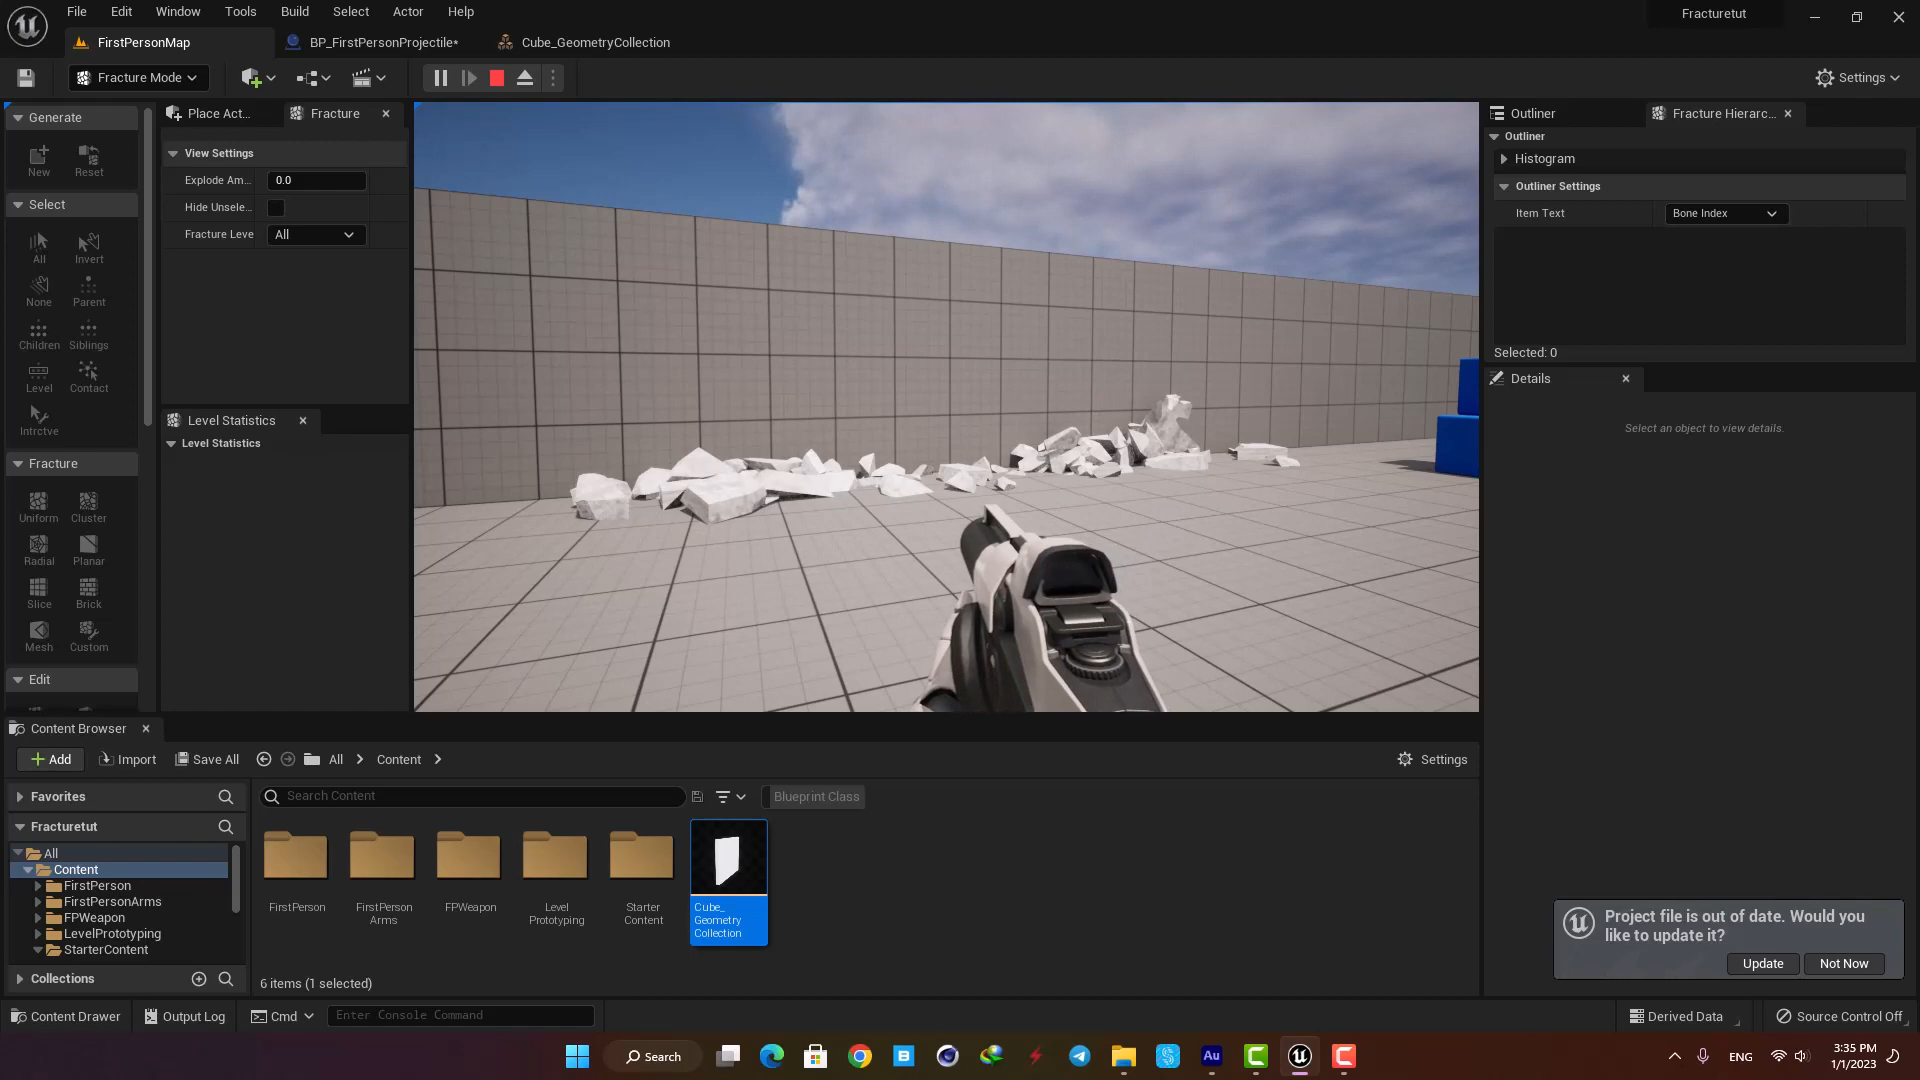 File Edit Window Tools Build Select Actor Help
Fracturetut
FirstPersonMap
BP_FirstPersonProjectile*
Cube_GeometryCollection
Fracture Mode
Settings
Generate
New
Reset
Select
All
Invert
None
Parent
Children
Siblings
Level
Contact
Intrctve
Fracture
Uniform
Cluster
Radial
Planar
Slice
Brick
Mesh
Custom
Edit
Place Act...
Fracture
View Settings
Explode Am...
0.0
Hide Unsele...
Fracture Leve
All
Level Statistics
Level Statistics
Outliner
Fracture Hierarc...
Outliner
Histogram
Outliner Settings
Item Text
Bone Index
Selected: 0
Details
Select an object to view details.
Content Browser
Add
Import
Save All
All
Content
Settings
Favorites
Fracturetut
All
Content
FirstPerson
FirstPersonArms
FPWeapon
LevelPrototyping
StarterContent
Collections
Search Content
Blueprint Class
FirstPerson
FirstPerson
Arms
FPWeapon
Level
Prototyping
Starter
Content
Cube_
Geometry
Collection
6 items (1 selected)
Project file is out of date. Would you
like to update it?
Update
Not Now
Content Drawer
Output Log
Cmd
Enter Console Command
Derived Data
Source Control Off
Search
Au
ENG
3:35 PM
1/1/2023